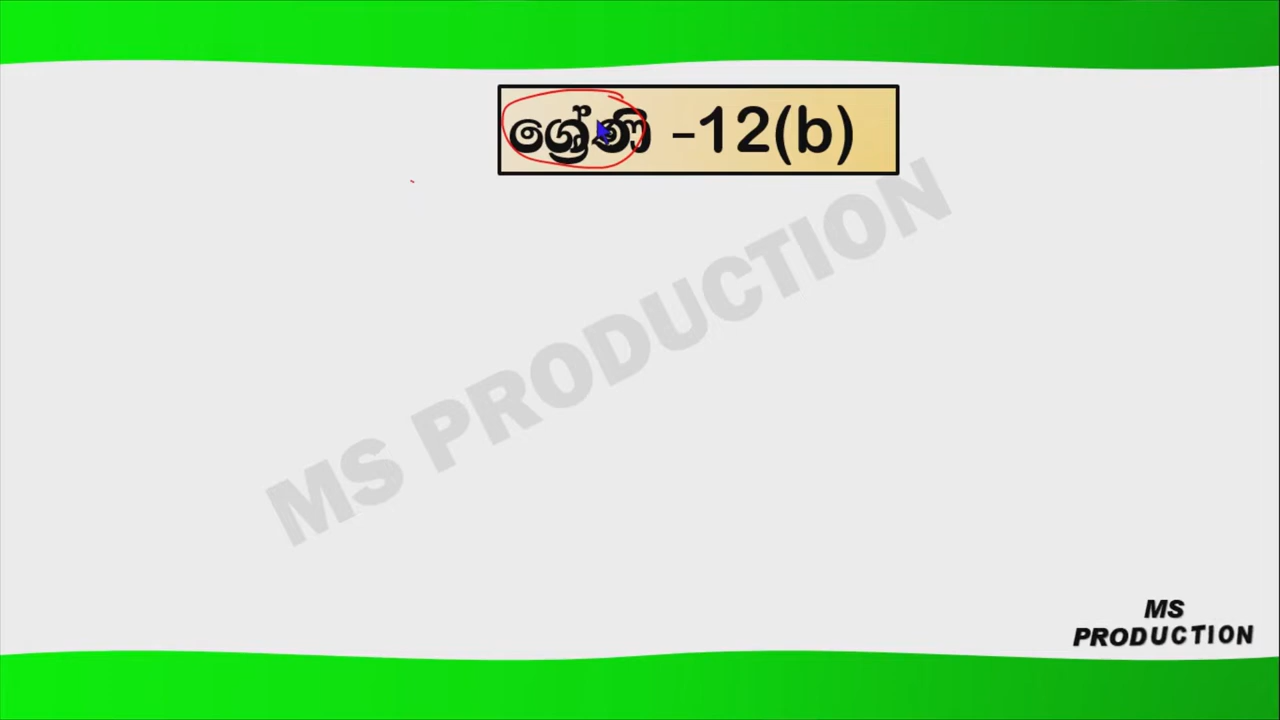 ශ්‍රේණි -12(b)
MS PRODUCTION
MS
PRODUCTION